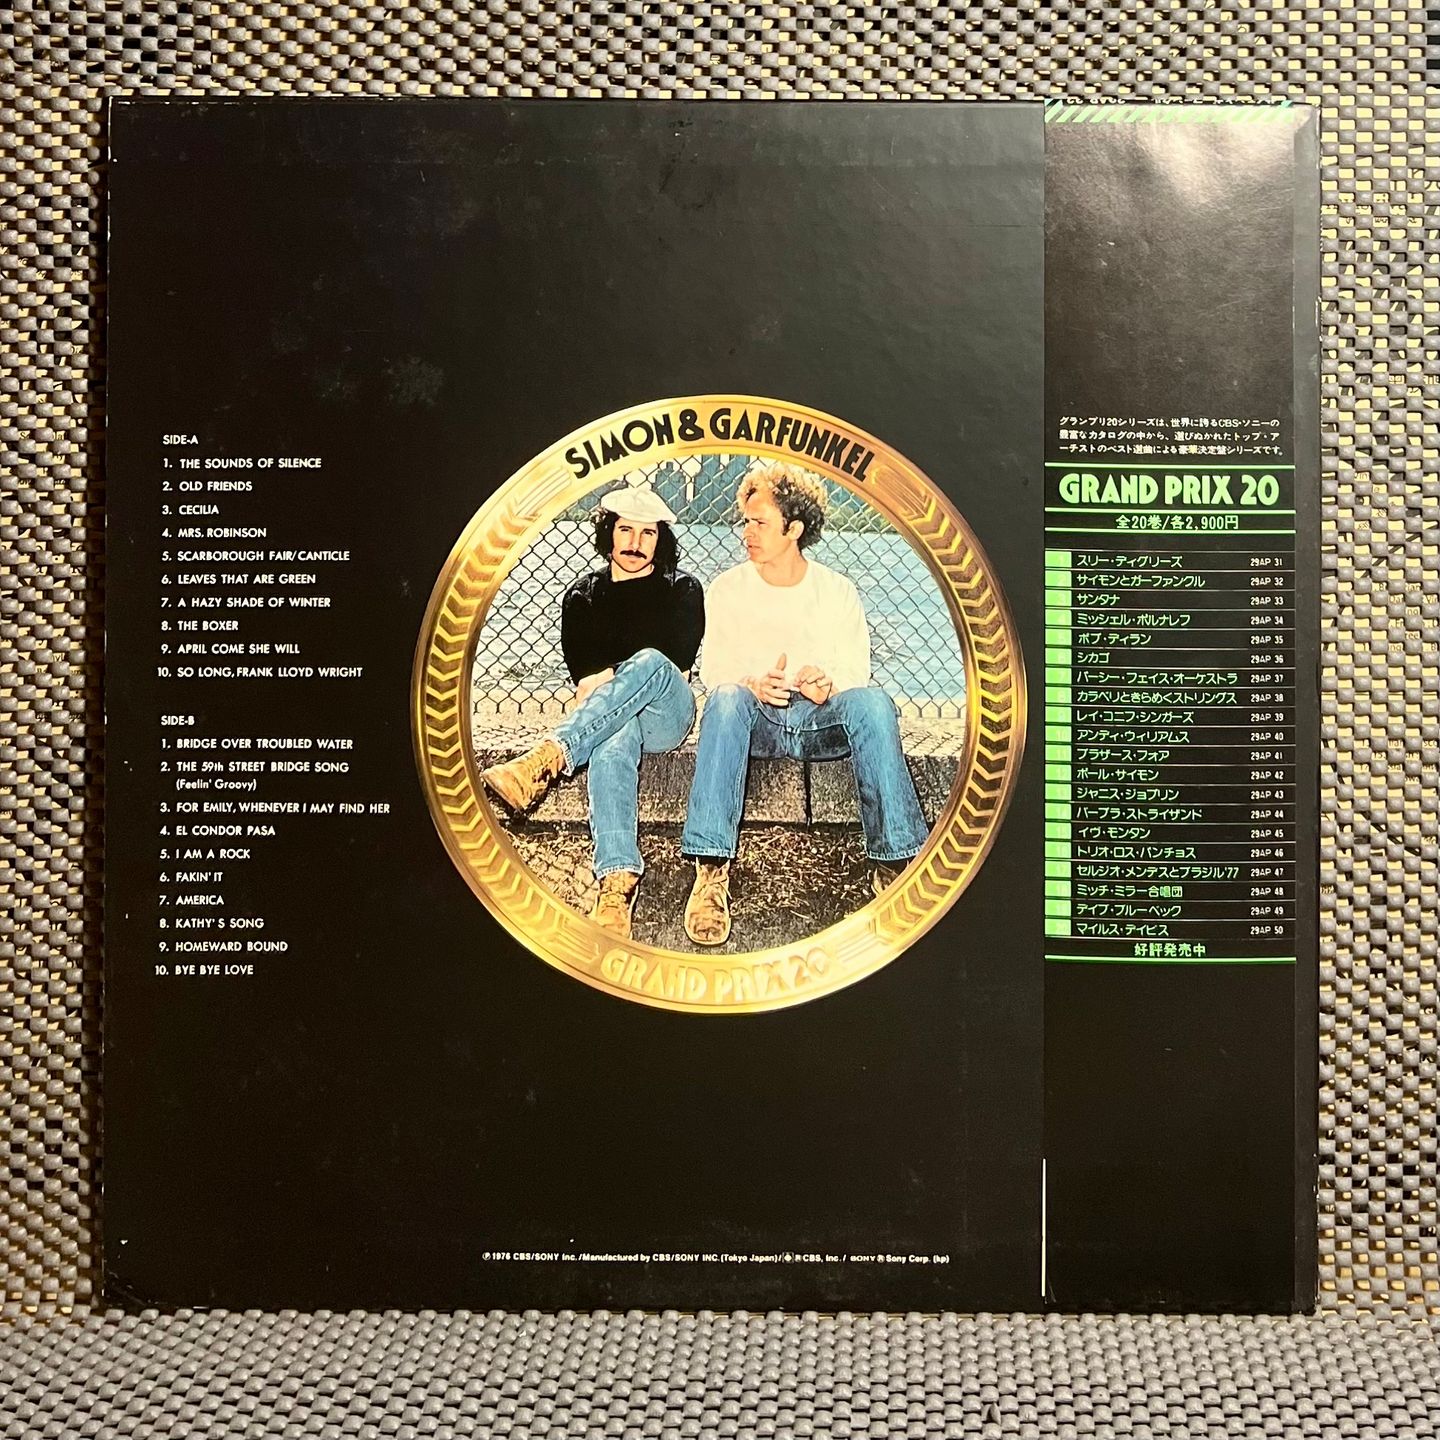 SIDE-A
1. THE SOUNDS OF SILENCE
2. OLD FRIENDS
3. CECILIA
4. MRS. ROBINSON
5. SCARBOROUGH FAIR/CANTICLE
6. LEAVES THAT ARE GREEN
7. A HAZY SHADE OF WINTER
8. THE BOXER
9. APRIL COME SHE WILL
10. SO LONG, FRANK LLOYD WRIGHT
SIDE-B
1. BRIDGE OVER TROUBLED WATER
2. THE 59th STREET BRIDGE SONG
(Feelin' Groovy)
3. FOR EMILY, WHENEVER I MAY FIND HER
4. EL CONDOR PASA
5. I AM A ROCK
6. FAKIN' IT
7. AMERICA
8. KATHY'S SONG
9. HOMEWARD BOUND
10. BYE BYE LOVE
SIMON & GARFUNKEL
GRAND PRIX 20
グランプリ20シリーズは、世界に誇るCBS・ソニーの
豊富なカタログの中から、選びぬかれたトップ・ア
ーチストのベスト選曲による豪華決定盤シリーズです。
GRAND PRIX 20
全20巻/各2,900円
1 スリー・ディグリーズ 29AP 31
2 サイモンとガーファンクル 29AP 32
3 サンタナ 29AP 33
4 ミッシェル・ポルナレフ 29AP 34
5 ボブ・ディラン 29AP 35
6 シカゴ 29AP 36
7 パーシー・フェイス・オーケストラ 29AP 37
8 カラベリときらめくストリングス 29AP 38
9 レイ・コニフ・シンガーズ 29AP 39
10 アンディ・ウィリアムス 29AP 40
11 ブラザース・フォア 29AP 41
12 ポール・サイモン 29AP 42
13 ジャニス・ジョプリン 29AP 43
14 バーブラ・ストライザンド 29AP 44
15 イヴ・モンタン 29AP 45
16 トリオ・ロス・パンチョス 29AP 46
17 セルジオ・メンデスとブラジル'77 29AP 47
18 ミッチ・ミラー合唱団 29AP 48
19 デイブ・ブルーベック 29AP 49
20 マイルス・デイビス 29AP 50
好評発売中
℗1976 CBS/SONY Inc./Manufactured by CBS/SONY INC.(Tokyo Japan)/®CBS, Inc./ SONY ®Sony Corp. (kp)